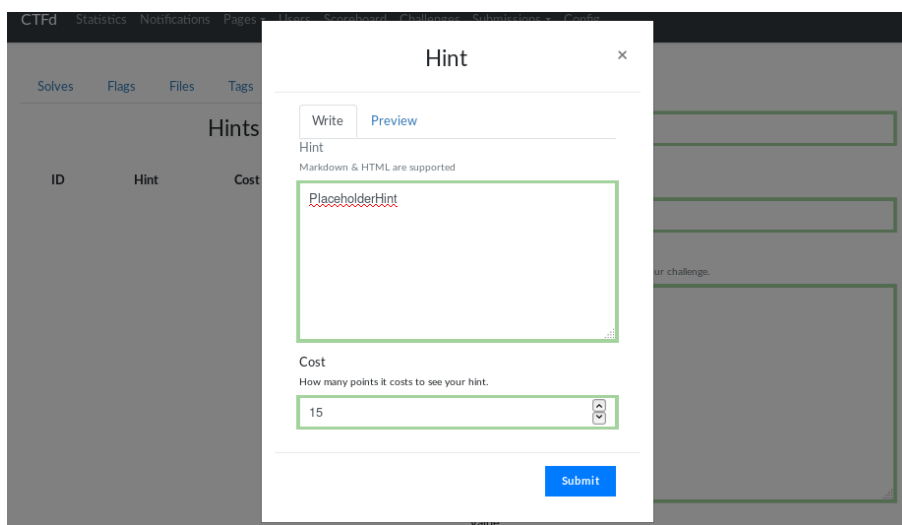 CTFd Statistics Notifications Pages Users Scoreboard Challenges Submissions Config
Hint ×
Solves Flags Files Tags
Write Preview
Hints
Hint
Markdown & HTML are supported
ID Hint Cost
PlaceholderHint
ur challenge.
Cost
How many points it costs to see your hint.
15
Submit
Value